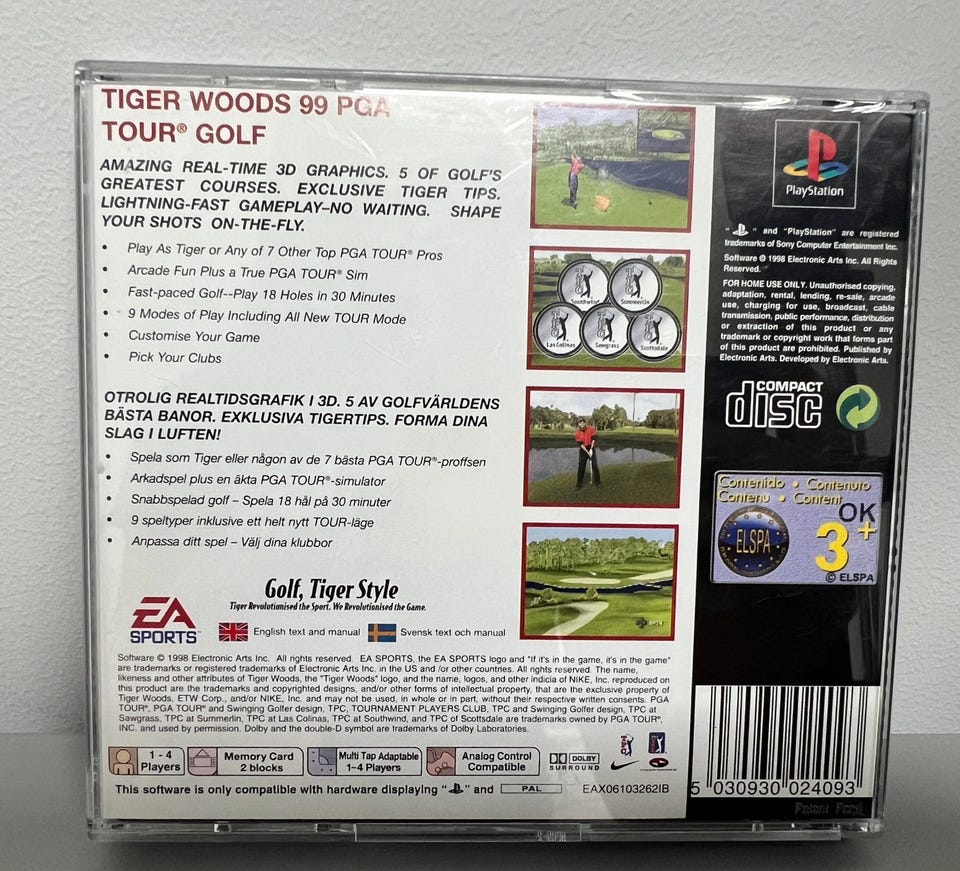 TIGER WOODS 99 PGA
TOUR® GOLF
AMAZING REAL-TIME 3D GRAPHICS. 5 OF GOLF'S
GREATEST COURSES. EXCLUSIVE TIGER TIPS.
LIGHTNING-FAST GAMEPLAY–NO WAITING. SHAPE
YOUR SHOTS ON-THE-FLY.
• Play As Tiger or Any of 7 Other Top PGA TOUR® Pros
• Arcade Fun Plus a True PGA TOUR® Sim
• Fast-paced Golf--Play 18 Holes in 30 Minutes
• 9 Modes of Play Including All New TOUR Mode
• Customise Your Game
• Pick Your Clubs
OTROLIG REALTIDSGRAFIK I 3D. 5 AV GOLFVÄRLDENS
BÄSTA BANOR. EXKLUSIVA TIGERTIPS. FORMA DINA
SLAG I LUFTEN!
• Spela som Tiger eller någon av de 7 bästa PGA TOUR®-proffsen
• Arkadspel plus en äkta PGA TOUR®-simulator
• Snabbspelad golf – Spela 18 hål på 30 minuter
• 9 speltyper inklusive ett helt nytt TOUR-läge
• Anpassa ditt spel – Välj dina klubbor
Golf, Tiger Style
Tiger Revolutionised the Sport. We Revolutionised the Game.
EA
SPORTS™
English text and manual
Svensk text och manual
Southwind
Summerlin
Las Colinas
Sawgrass
Scottsdale
Software © 1998 Electronic Arts Inc. All rights reserved. EA SPORTS, the EA SPORTS logo and "If it's in the game, it's in the game"
are trademarks or registered trademarks of Electronic Arts Inc. in the US and /or other countries. All rights reserved. The name,
likeness and other attributes of Tiger Woods, the "Tiger Woods" logo, and the name, logos, and other indicia of NIKE, Inc. reproduced on
this product are the trademarks and copyrighted designs, and/or other forms of intellectual property, that are the exclusive property of
Tiger Woods, ETW Corp., and/or NIKE, Inc. and may not be used, in whole or in part, without their respective written consents. PGA
TOUR®, PGA TOUR® and Swinging Golfer design, TPC, TOURNAMENT PLAYERS CLUB, TPC and Swinging Golfer design, TPC at
Sawgrass, TPC at Summerlin, TPC at Las Colinas, TPC at Southwind, and TPC of Scottsdale are trademarks owned by PGA TOUR®,
INC. and used by permission. Dolby and the double-D symbol are trademarks of Dolby Laboratories.
1 - 4
Players
Memory Card
2 blocks
Multi Tap Adaptable
1–4 Players
Analog Control
Compatible
DOLBY
SURROUND
This software is only compatible with hardware displaying " " and PAL
EAX06103262IB
PlayStation
" " and "PlayStation" are registered
trademarks of Sony Computer Entertainment Inc.
Software © 1998 Electronic Arts Inc. All Rights
Reserved.
FOR HOME USE ONLY. Unauthorised copying,
adaptation, rental, lending, re-sale, arcade
use, charging for use, broadcast, cable
transmission, public performance, distribution
or extraction of this product or any
trademark or copyright work that forms part
of this product are prohibited. Published by
Electronic Arts. Developed by Electronic Arts.
COMPACT
disc
Contenido • Contenuto
Contenu • Content
ELSPA
OK
3+
© ELSPA
5 030930 024093